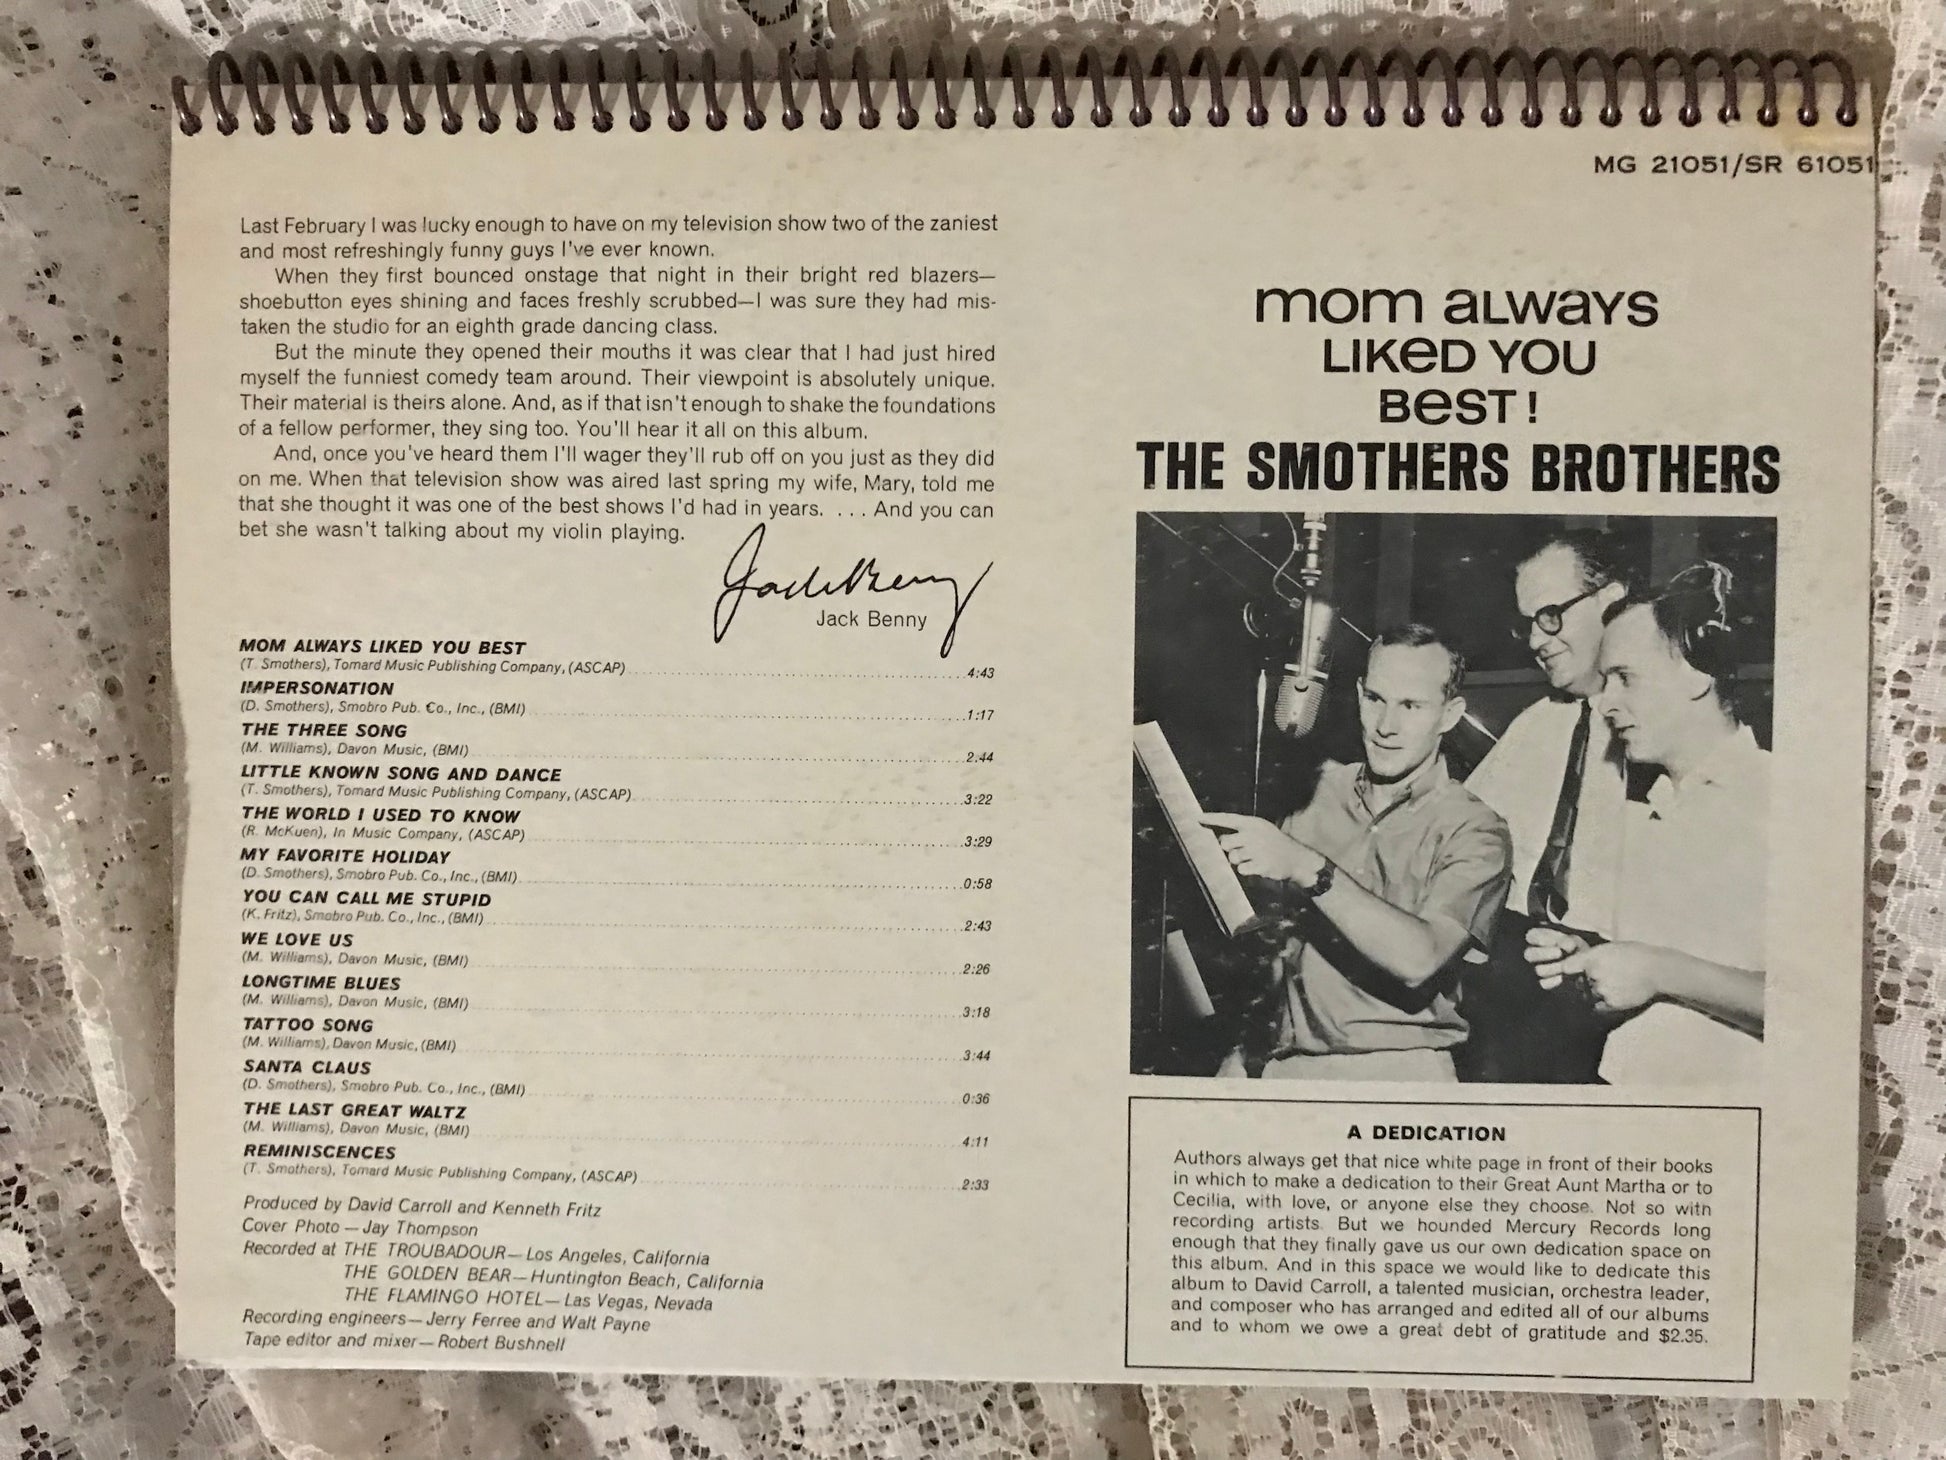 MG 21051/SR 61051
Last February I was lucky enough to have on my television show two of the zaniest
and most refreshingly funny guys I've ever known.
When they first bounced onstage that night in their bright red blazers—
shoebutton eyes shining and faces freshly scrubbed—I was sure they had mis-
taken the studio for an eighth grade dancing class.
But the minute they opened their mouths it was clear that I had just hired
myself the funniest comedy team around. Their viewpoint is absolutely unique.
Their material is theirs alone. And, as if that isn't enough to shake the foundations
of a fellow performer, they sing too. You'll hear it all on this album.
And, once you've heard them I'll wager they'll rub off on you just as they did
on me. When that television show was aired last spring my wife, Mary, told me
that she thought it was one of the best shows I'd had in years. . . . And you can
bet she wasn't talking about my violin playing.
Jack Benny
Jack Benny
MOM ALWAYS LIKED YOU BEST
(T. Smothers), Tomard Music Publishing Company, (ASCAP) 4:43
IMPERSONATION
(D. Smothers), Smobro Pub. Co., Inc., (BMI) 1:17
THE THREE SONG
(M. Williams), Davon Music, (BMI) 2:44
LITTLE KNOWN SONG AND DANCE
(T. Smothers), Tomard Music Publishing Company, (ASCAP) 3:22
THE WORLD I USED TO KNOW
(R. McKuen), In Music Company, (ASCAP) 3:29
MY FAVORITE HOLIDAY
(D. Smothers), Smobro Pub. Co., Inc., (BMI) 0:58
YOU CAN CALL ME STUPID
(K. Fritz), Smobro Pub. Co., Inc., (BMI) 2:43
WE LOVE US
(M. Williams), Davon Music, (BMI) 2:26
LONGTIME BLUES
(M. Williams), Davon Music, (BMI) 3:18
TATTOO SONG
(M. Williams), Davon Music, (BMI) 3:44
SANTA CLAUS
(D. Smothers), Smobro Pub. Co., Inc., (BMI) 0:36
THE LAST GREAT WALTZ
(M. Williams), Davon Music, (BMI) 4:11
REMINISCENCES
(T. Smothers), Tomard Music Publishing Company, (ASCAP) 2:33
Produced by David Carroll and Kenneth Fritz
Cover Photo — Jay Thompson
Recorded at THE TROUBADOUR— Los Angeles, California
THE GOLDEN BEAR—Huntington Beach, California
THE FLAMINGO HOTEL— Las Vegas, Nevada
Recording engineers— Jerry Ferree and Walt Payne
Tape editor and mixer— Robert Bushnell
mom ALWAYS
LIKED YOU
BEST!
THE SMOTHERS BROTHERS
A DEDICATION
Authors always get that nice white page in front of their books
in which to make a dedication to their Great Aunt Martha or to
Cecilia, with love, or anyone else they choose. Not so with
recording artists. But we hounded Mercury Records long
enough that they finally gave us our own dedication space on
this album. And in this space we would like to dedicate this
album to David Carroll, a talented musician, orchestra leader,
and composer who has arranged and edited all of our albums
and to whom we owe a great debt of gratitude and $2.35.